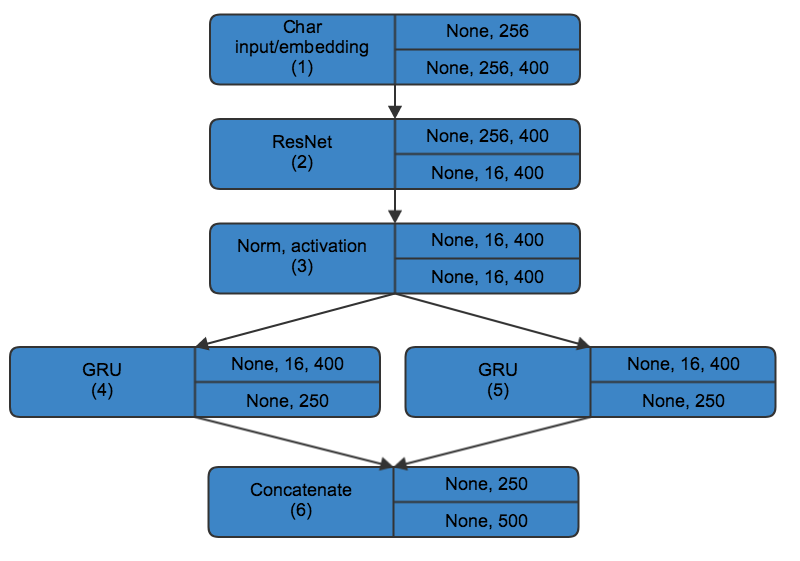 Char
input/embedding
(1)
None, 256
None, 256, 400
ResNet
(2)
None, 256, 400
None, 16, 400
Norm, activation
(3)
None, 16, 400
None, 16, 400
GRU
(4)
None, 16, 400
None, 250
GRU
(5)
None, 16, 400
None, 250
Concatenate
(6)
None, 250
None, 500